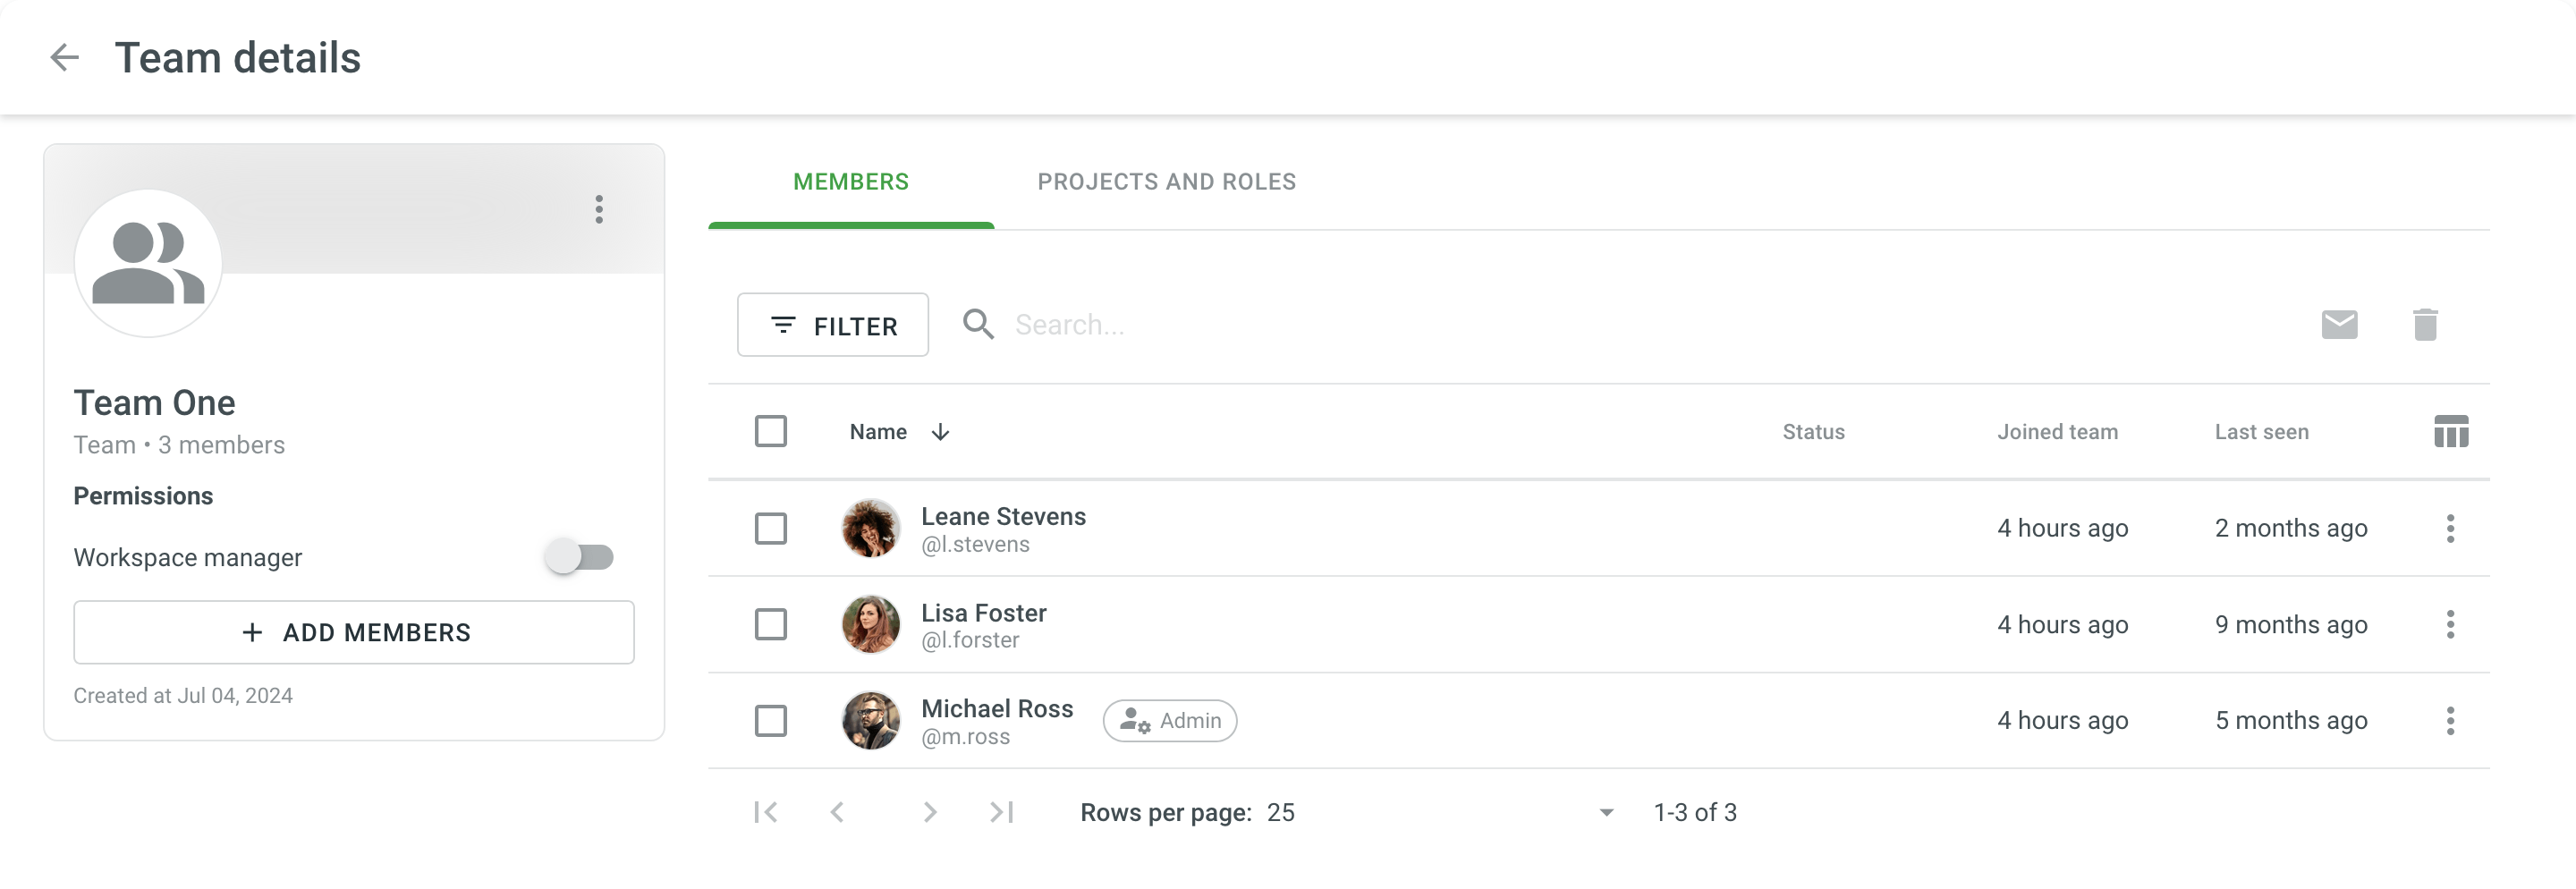 Team details
Team One
Team • 3 members
Permissions
Workspace manager
+ ADD MEMBERS
Created at Jul 04, 2024
MEMBERS PROJECTS AND ROLES
FILTER Search...
Name Status Joined team Last seen
Leane Stevens
@l.stevens
4 hours ago 2 months ago
Lisa Foster
@l.forster
4 hours ago 9 months ago
Michael Ross
@m.ross
Admin
4 hours ago 5 months ago
Rows per page: 25 1-3 of 3